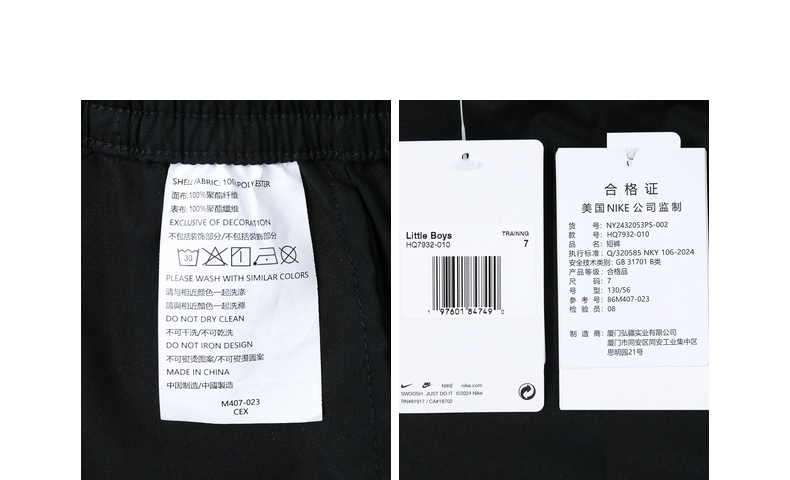 SHELL FABRIC: 100% POLYESTER
面布:100%聚酯纤维
表布:100%聚酯纖維
EXCLUSIVE OF DECORATION
不包括装饰部分/不包括裝飾部分
30
PLEASE WASH WITH SIMILAR COLORS
请与相近颜色一起洗涤
請與相近顏色一起洗滌
DO NOT DRY CLEAN
不可干洗/不可乾洗
DO NOT IRON DESIGN
不可熨烫图案/不可熨燙圖案
MADE IN CHINA
中国制造/中國製造
M407-023
CEX
Little Boys
HQ7932-010
TRAINNG
7
1 97601 84749 0
NIKE nike.com
SWOOSH JUST DO IT ©2024 Nike
RN#81917 / CA#18702
合格证
美国NIKE公司监制
货 号: NY2432053PS-002
款 号: HQ7932-010
品 名: 短裤
执行标准: Q/320585 NKY 106-2024
安全技术类别: GB 31701 B类
产品等级: 合格品
尺 码: 7
号 型: 130/56
参 考 号: 86M407-023
检 验 员: 08
制 造 商: 厦门弘疆实业有限公司
厦门市同安区同安工业集中区
思明园21号